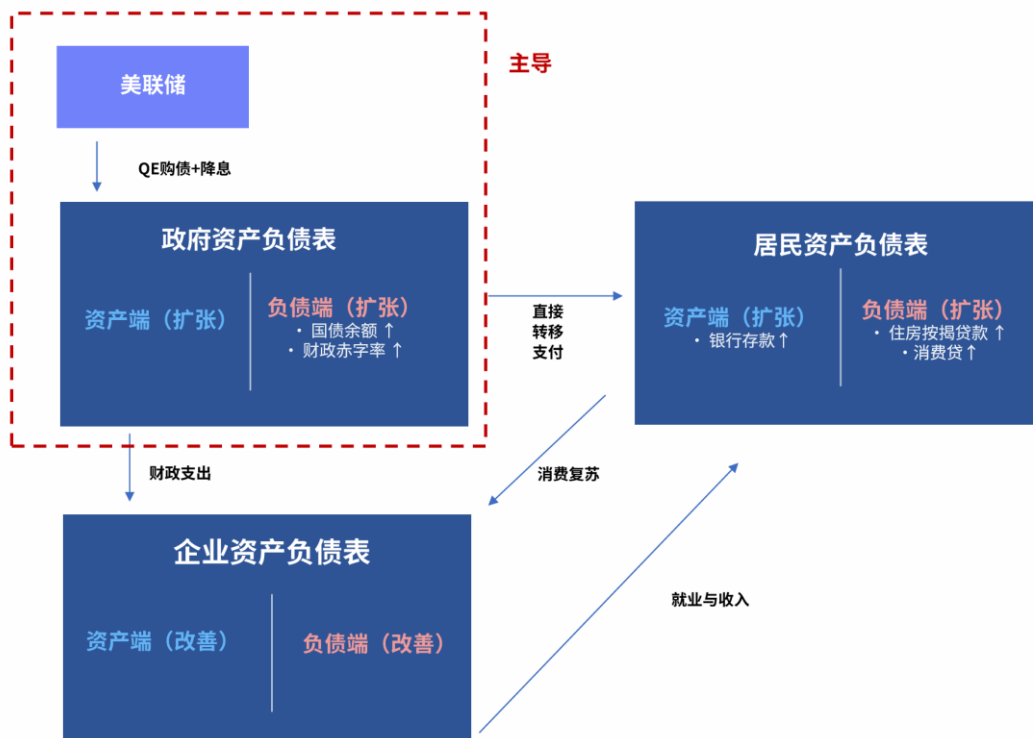 美联储
主导
QE购债+降息
政府资产负债表
资产端（扩张）
负债端（扩张）
• 国债余额 ↑
• 财政赤字率 ↑
直接
转移
支付
居民资产负债表
资产端（扩张）
• 银行存款↑
负债端（扩张）
• 住房按揭贷款 ↑
• 消费贷↑
财政支出
消费复苏
企业资产负债表
资产端（改善）
负债端（改善）
就业与收入